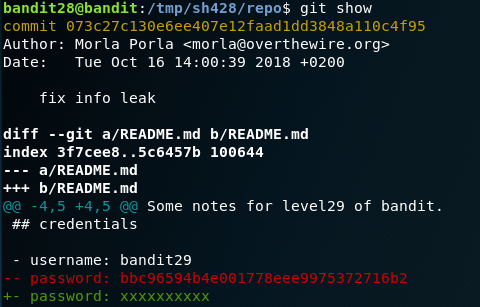 bandit28@bandit:/tmp/sh428/repo$ git show
commit 073c27c130e6ee407e12faad1dd3848a110c4f95
Author: Morla Porla <morla@overthewire.org>
Date:   Tue Oct 16 14:00:39 2018 +0200

    fix info leak

diff --git a/README.md b/README.md
index 3f7cee8..5c6457b 100644
--- a/README.md
+++ b/README.md
@@ -4,5 +4,5 @@ Some notes for level29 of bandit.
 ## credentials

 - username: bandit29
-- password: bbc96594b4e001778eee9975372716b2
+- password: xxxxxxxxxx